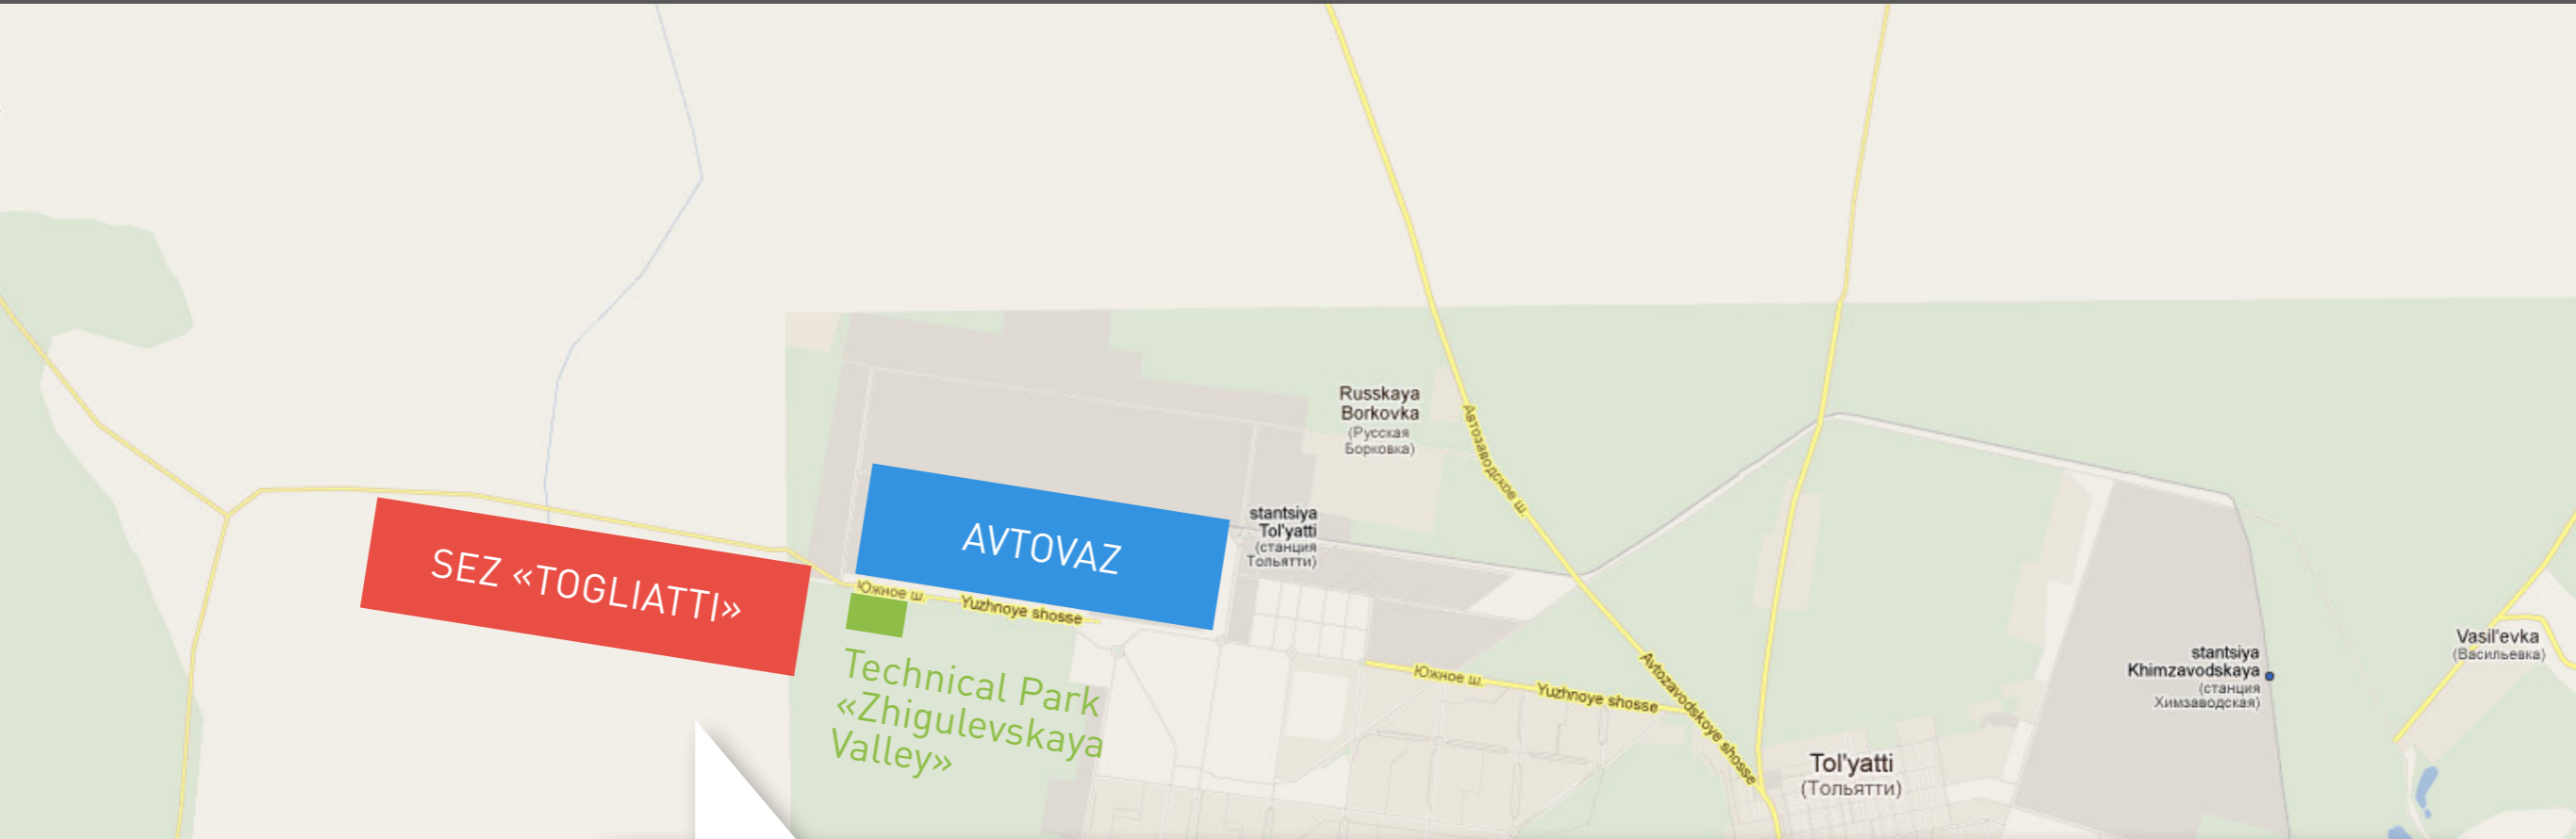 Russkaya
Borkovka
(Русская
Борковка)
Автозаводское ш.
stantsiya
Tol'yatti
(станция
Тольятти)
AVTOVAZ
SEZ «TOGLIATTI»
Южное ш.
Yuzhnoye shosse
Technical Park
«Zhigulevskaya
Valley»
Южное ш.
Yuzhnoye shosse
Avtozavodskoye shosse
stantsiya
Khimzavodskaya
(станция
Химзаводская)
Vasil'evka
(Васильевка)
Tol'yatti
(Тольятти)